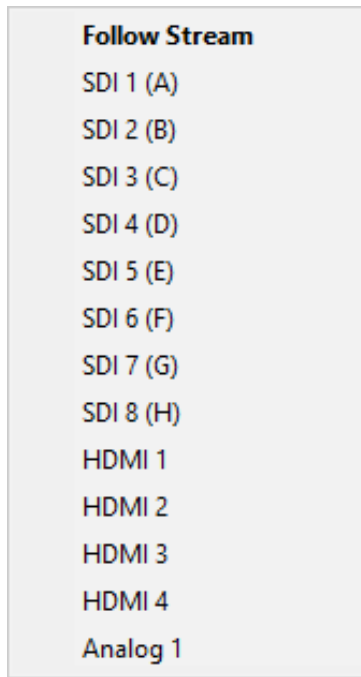 Follow Stream
SDI 1 (A)
SDI 2 (B)
SDI 3 (C)
SDI 4 (D)
SDI 5 (E)
SDI 6 (F)
SDI 7 (G)
SDI 8 (H)
HDMI 1
HDMI 2
HDMI 3
HDMI 4
Analog 1